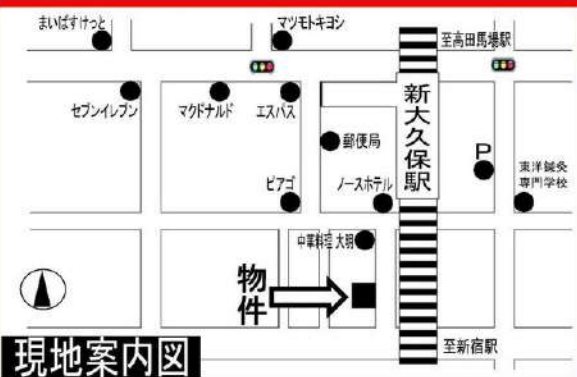 まいばすけっと
マツモトキヨシ
至高田馬場駅
セブンイレブン
マクドナルド
エスパス
新大久保駅
郵便局
P
東洋鍼灸
専門学校
ピアゴ
ノースホテル
中華料理 大明
物件
至新宿駅
現地案内図